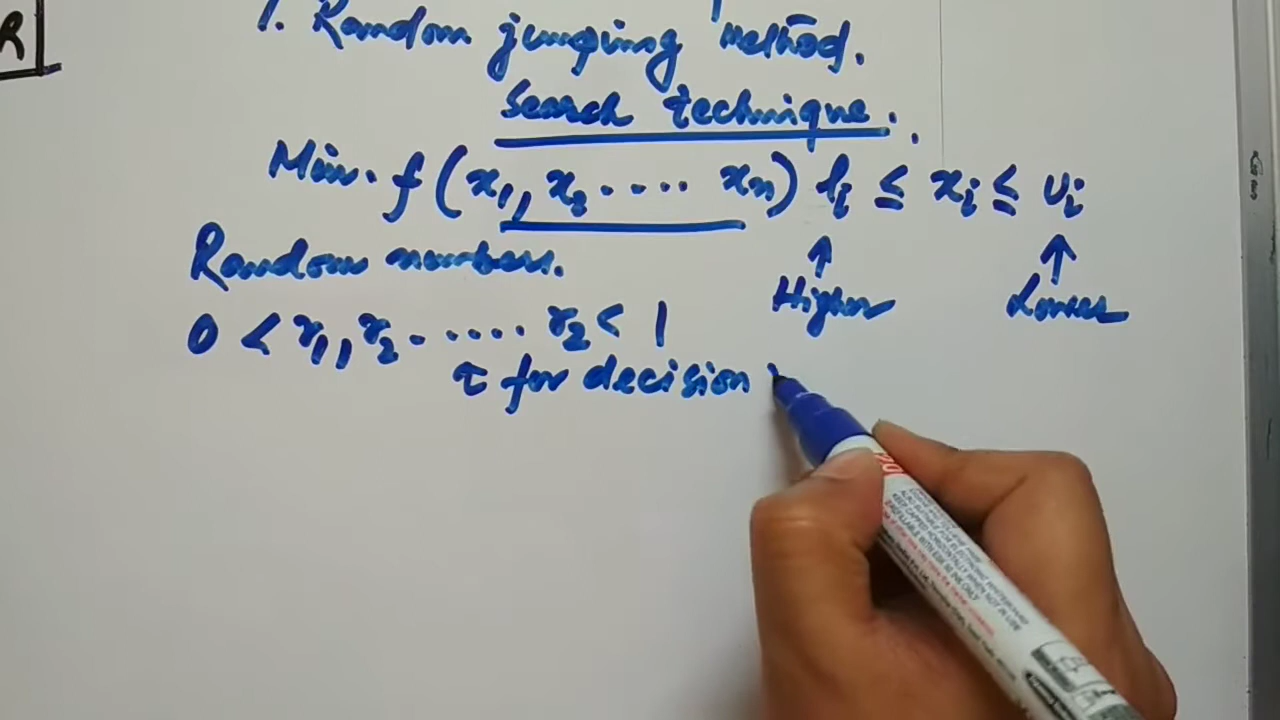 R
1. Random jumping method.
Search technique.
Min. f(x₁, x₂ ..... xₙ) lᵢ ≤ xᵢ ≤ uᵢ
Random numbers.
Higher Lower
0 < r₁, r₂ ...... r₂ < 1
τ for decision